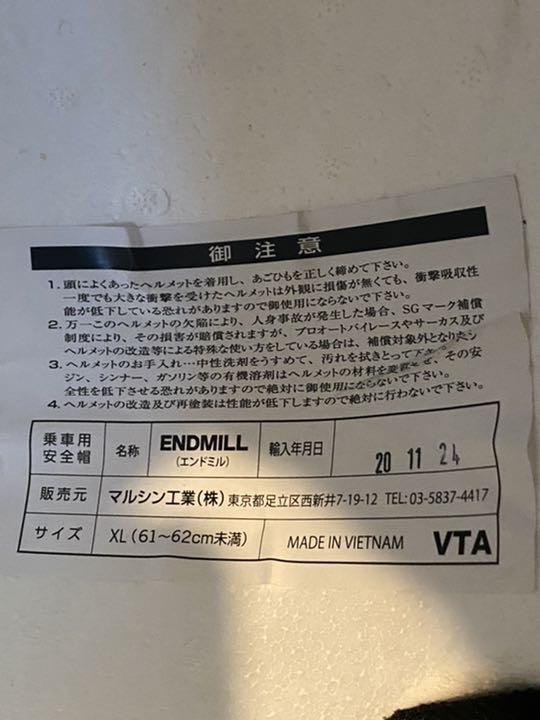 御注意
1. 頭によくあったヘルメットを着用し、あごひもを正しく締めて下さい。
一度でも大きな衝撃を受けたヘルメットは外観に損傷が無くても、衝撃吸収性
能が低下している恐れがありますので御使用にならないで下さい。
2. 万一このヘルメットの欠陥により、人身事故が発生した場合、SGマーク補償
制度により、その損害が賠償されますが、プロオートバイレースやサーカス及び
ヘルメットの改造等による特殊な使い方をしている場合は、補償対象外となります
3. ヘルメットのお手入れ…中性洗剤をうすめて、汚れを拭きとって下さい。
ジン、シンナー、ガソリン等の有機溶剤はヘルメットの材料を変質させ、その安
全性を低下させる恐れがありますので絶対に御使用にならないで下さい。
4. ヘルメットの改造及び再塗装は性能が低下しますので絶対に行わないで下さい。
乗車用安全帽 名称 ENDMILL (エンドミル) 輸入年月日 20 11 24
販売元 マルシン工業(株) 東京都足立区西新井7-19-12 TEL: 03-5837-4417
サイズ XL(61〜62cm未満) MADE IN VIETNAM VTA